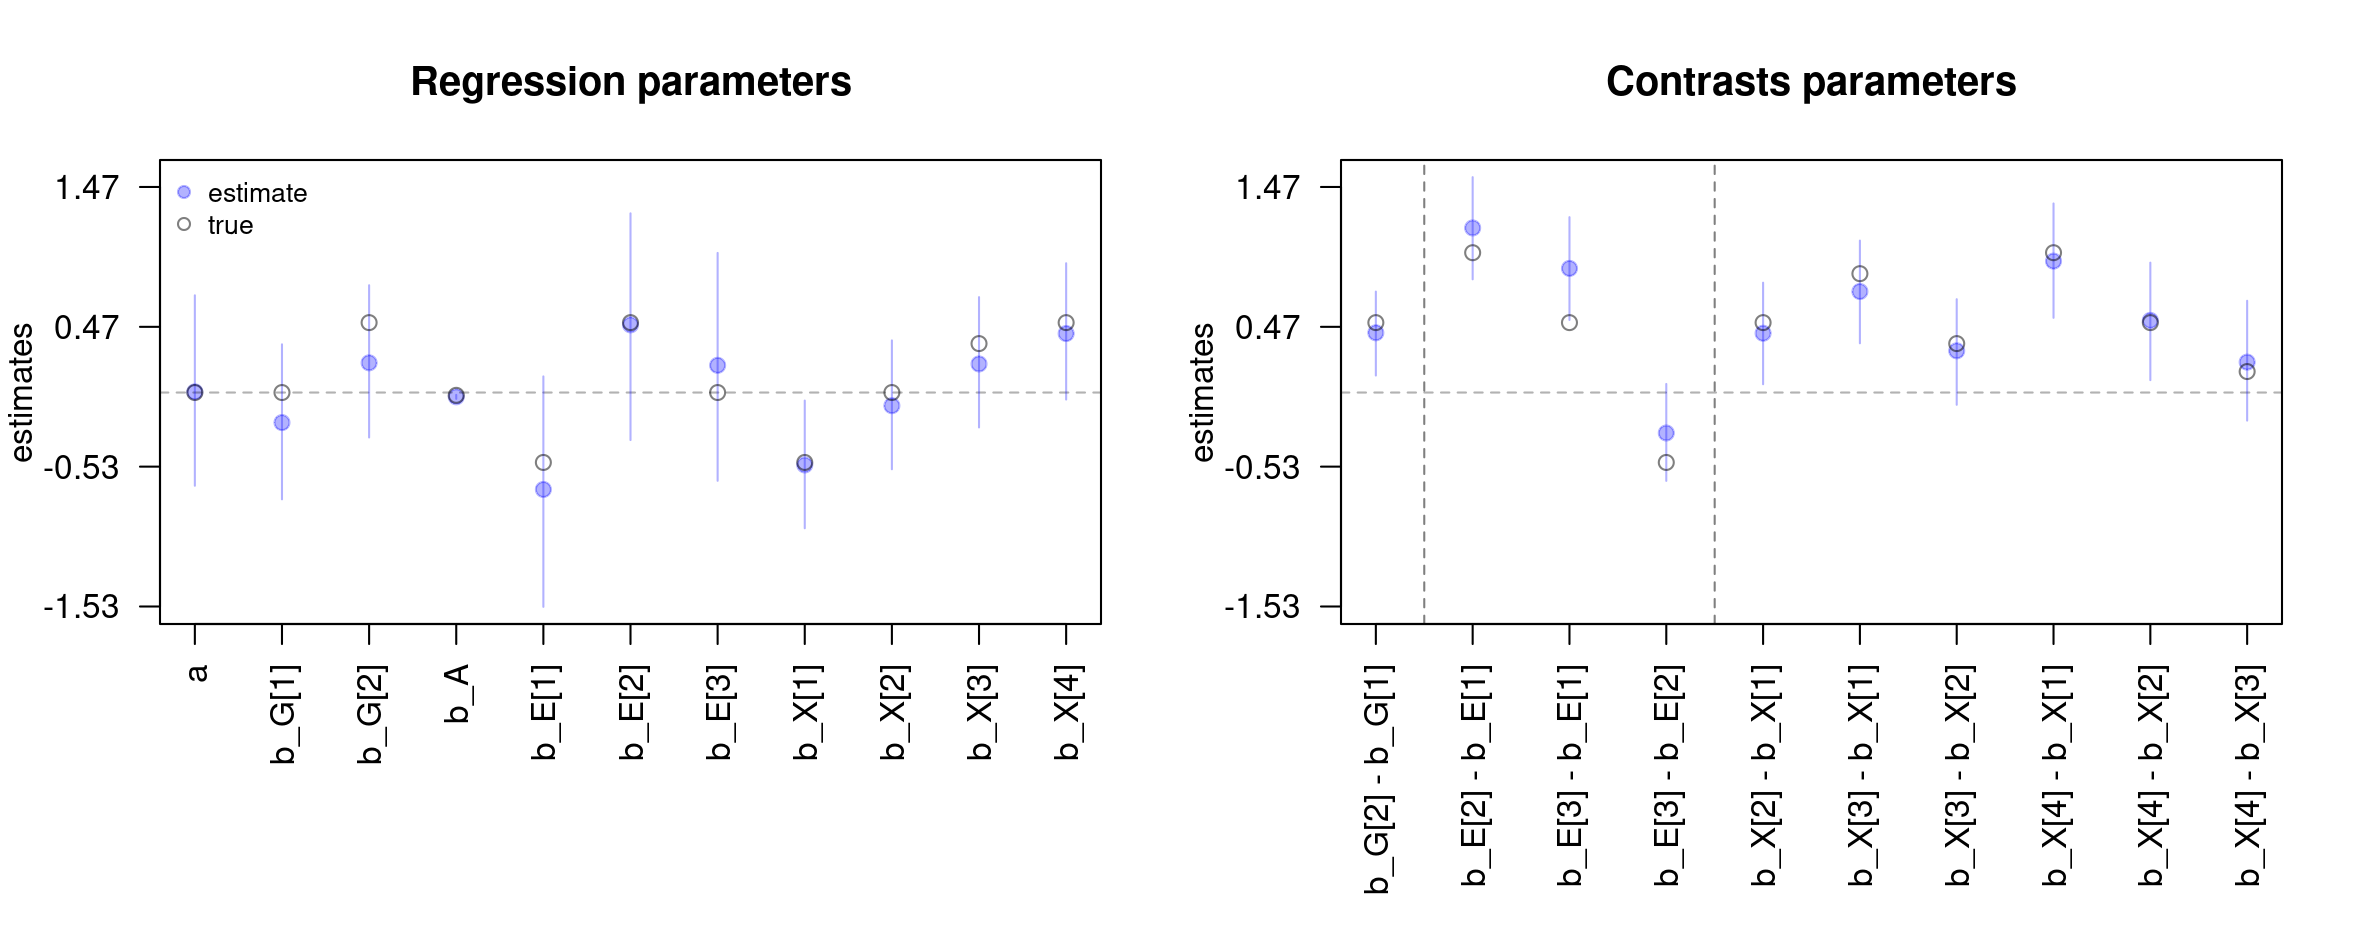 Regression parameters
estimates
1.47
0.47
-0.53
-1.53
estimate
true
a
b_G[1]
b_G[2]
b_A
b_E[1]
b_E[2]
b_E[3]
b_X[1]
b_X[2]
b_X[3]
b_X[4]
Contrasts parameters
estimates
1.47
0.47
-0.53
-1.53
b_G[2] - b_G[1]
b_E[2] - b_E[1]
b_E[3] - b_E[1]
b_E[3] - b_E[2]
b_X[2] - b_X[1]
b_X[3] - b_X[1]
b_X[3] - b_X[2]
b_X[4] - b_X[1]
b_X[4] - b_X[2]
b_X[4] - b_X[3]